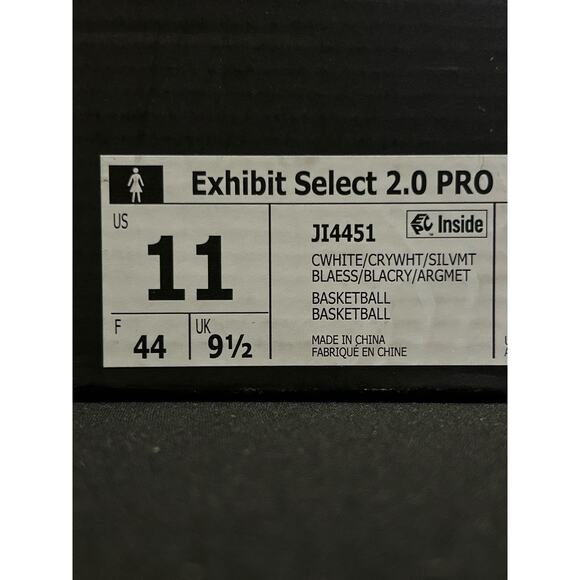 Exhibit Select 2.0 PRO
US
11
F
44
UK
9½
JI4451
Inside
CWHITE/CRYWHT/SILVMT
BLAESS/BLACRY/ARGMET
BASKETBALL
BASKETBALL
MADE IN CHINA
FABRIQUÉ EN CHINE